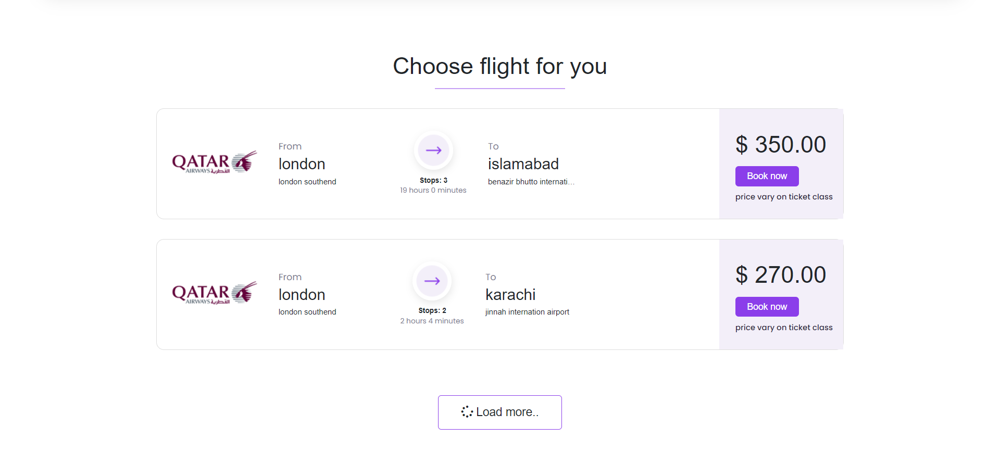 Choose flight for you
QATAR
AIRWAYS القطرية
From
london
london southend
Stops: 3
19 hours 0 minutes
To
islamabad
benazir bhutto internati...
$ 350.00
Book now
price vary on ticket class
QATAR
AIRWAYS القطرية
From
london
london southend
Stops: 2
2 hours 4 minutes
To
karachi
jinnah internation airport
$ 270.00
Book now
price vary on ticket class
Load more..